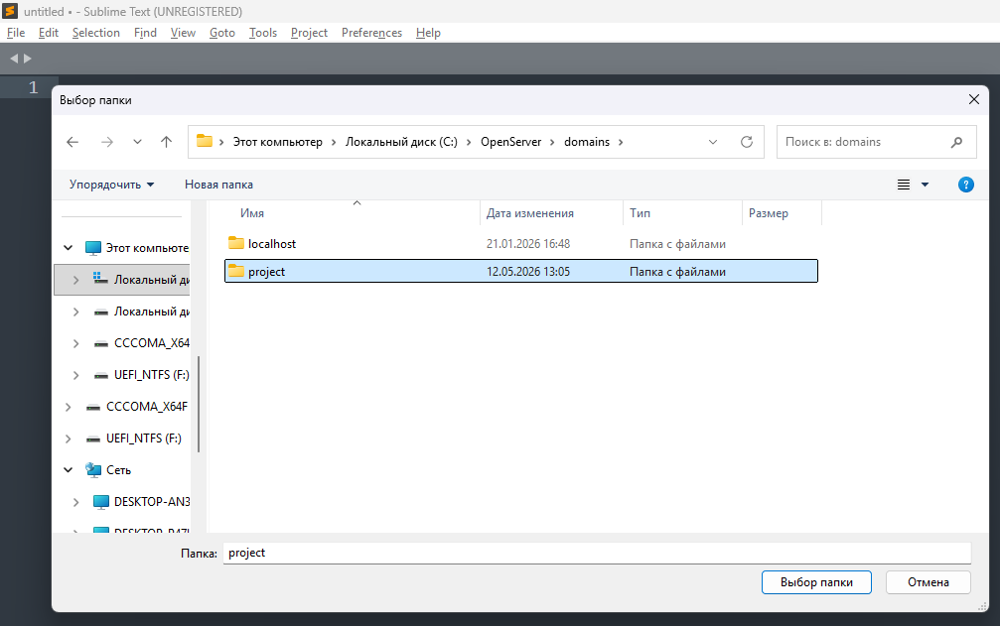 untitled • - Sublime Text (UNREGISTERED)
File Edit Selection Find View Goto Tools Project Preferences Help
1
Выбор папки
Этот компьютер › Локальный диск (C:) › OpenServer › domains ›
Поиск в: domains
Упорядочить Новая папка
Имя Дата изменения Тип Размер
localhost 21.01.2026 16:48 Папка с файлами
project 12.05.2026 13:05 Папка с файлами
Этот компьюте
Локальный ди
Локальный ди
CCCOMA_X64
UEFI_NTFS (F:)
CCCOMA_X64F
UEFI_NTFS (F:)
Сеть
DESKTOP-AN3
Папка: project
Выбор папки Отмена